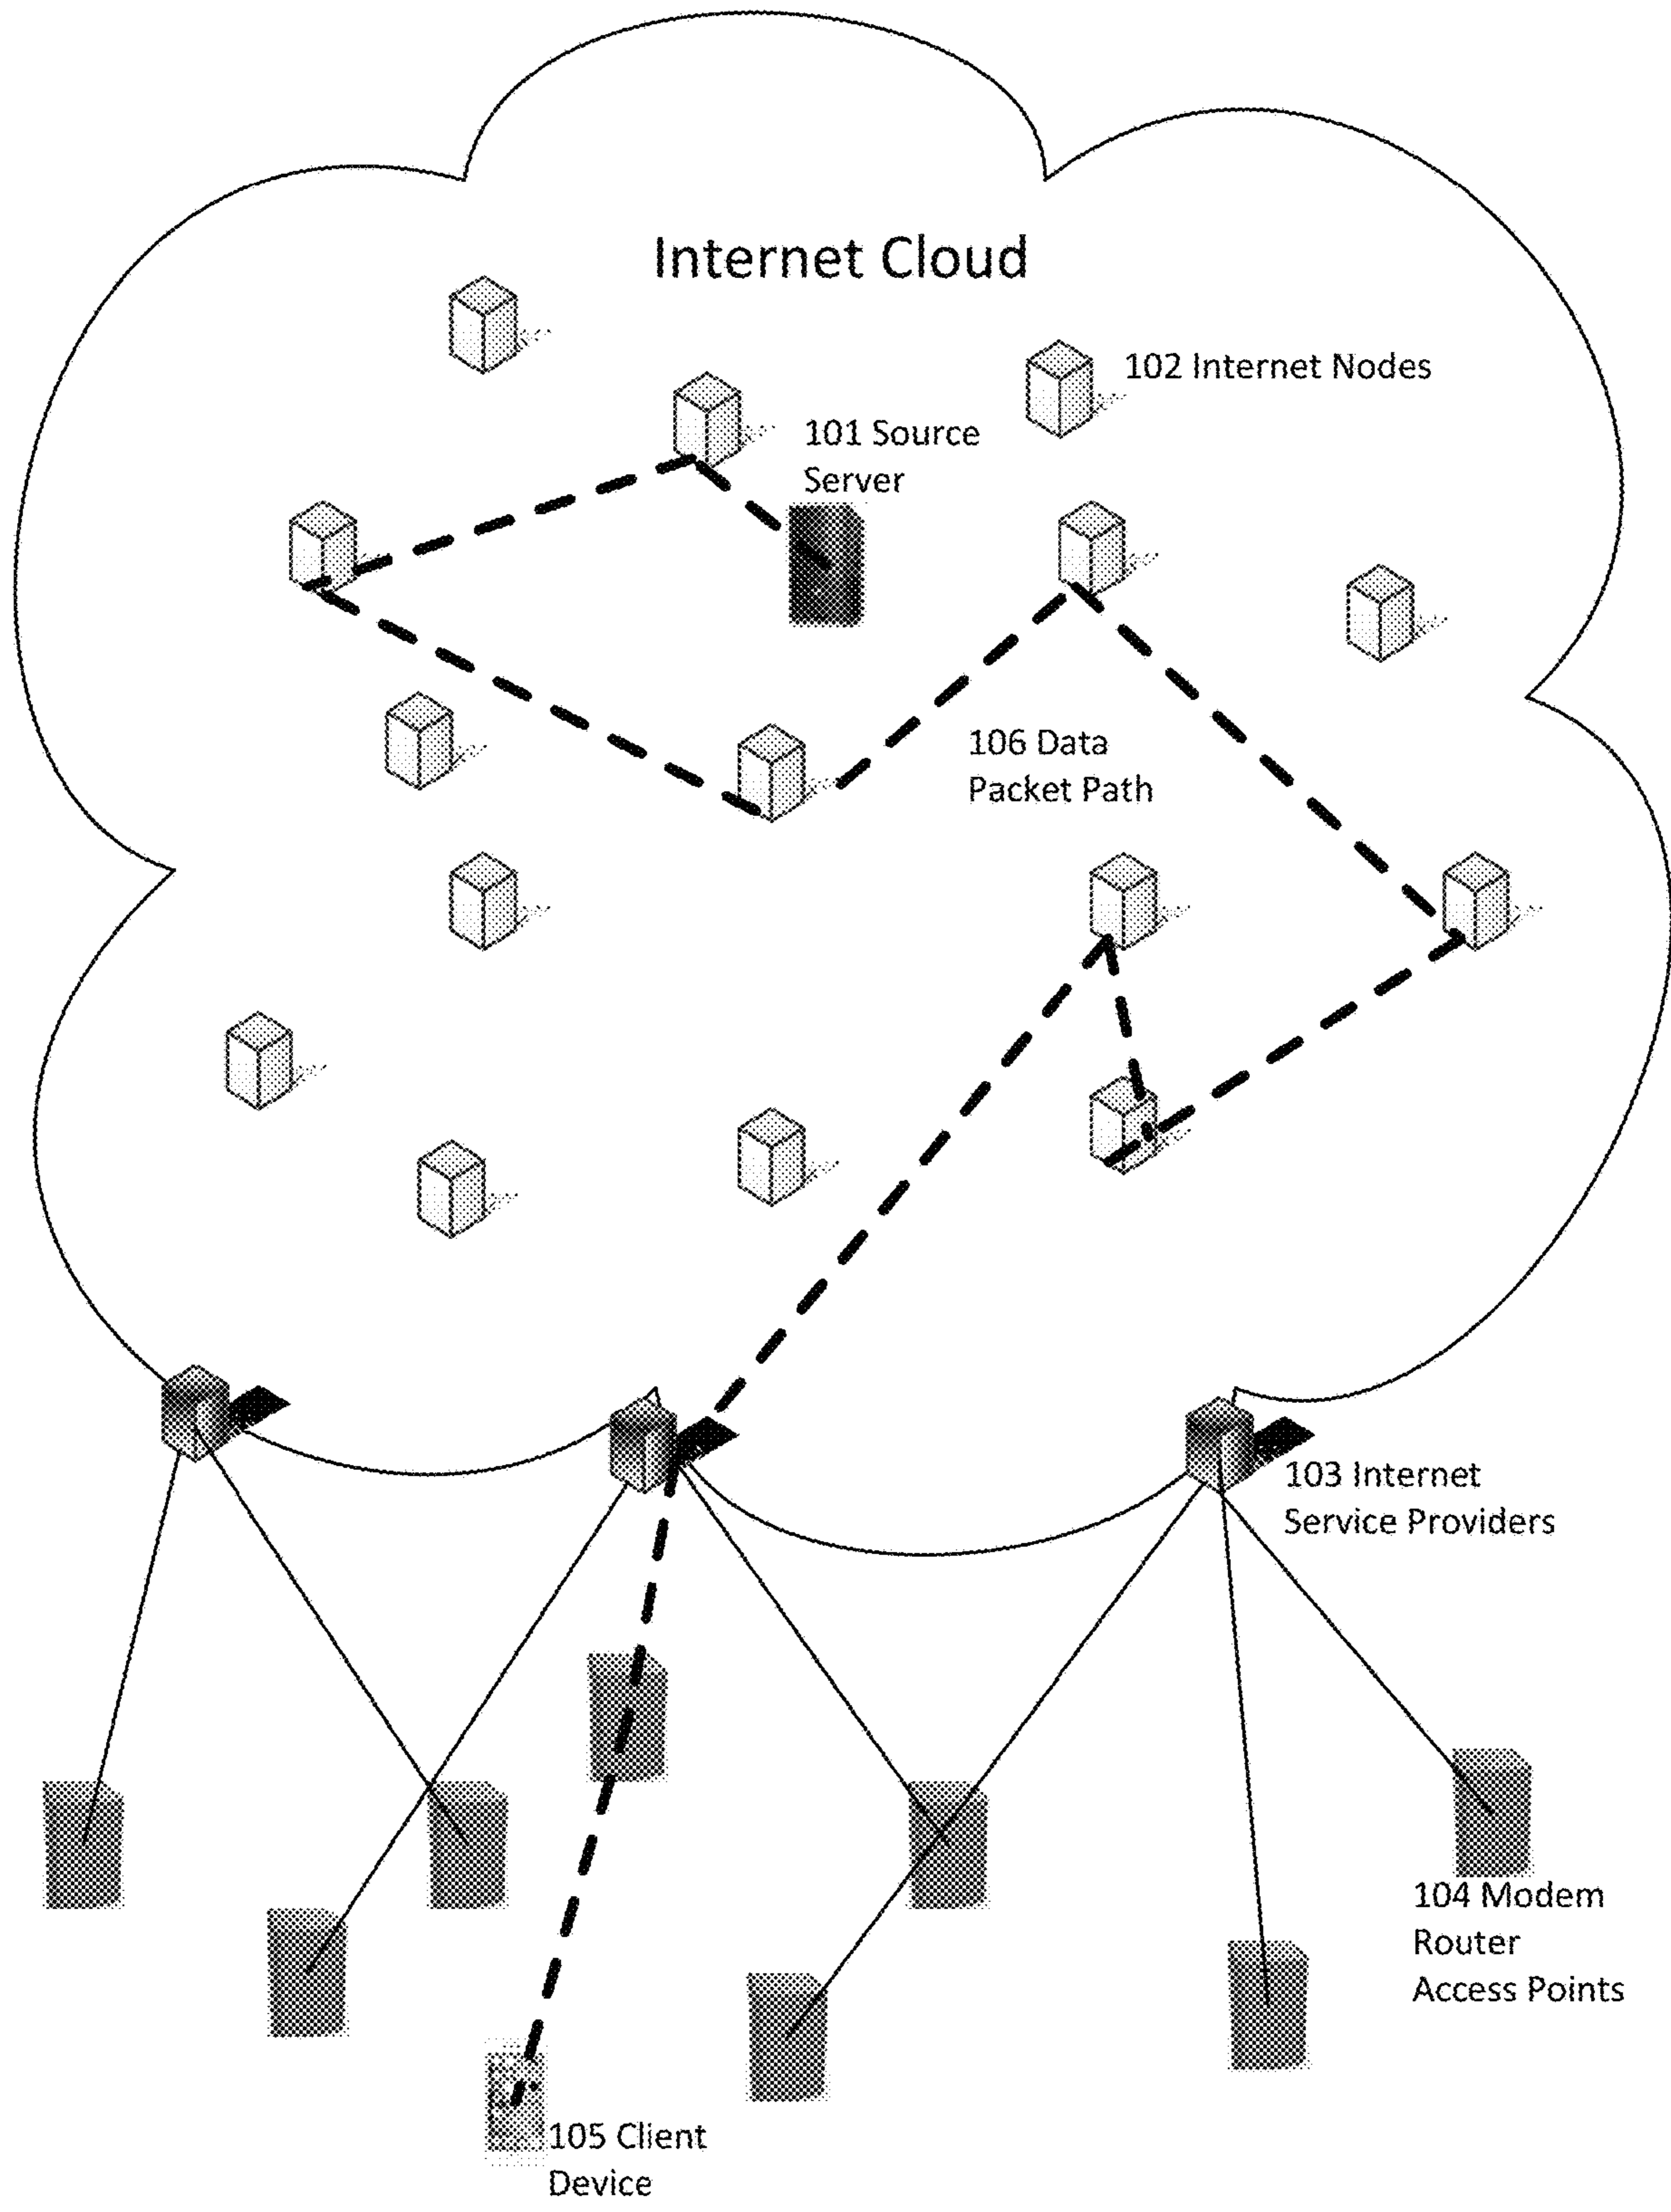 Internet Cloud
102 Internet Nodes
101 Source
Server
106 Data
Packet Path
103 Internet
Service Providers
104 Modem
Router
Access Points
105 Client
Device